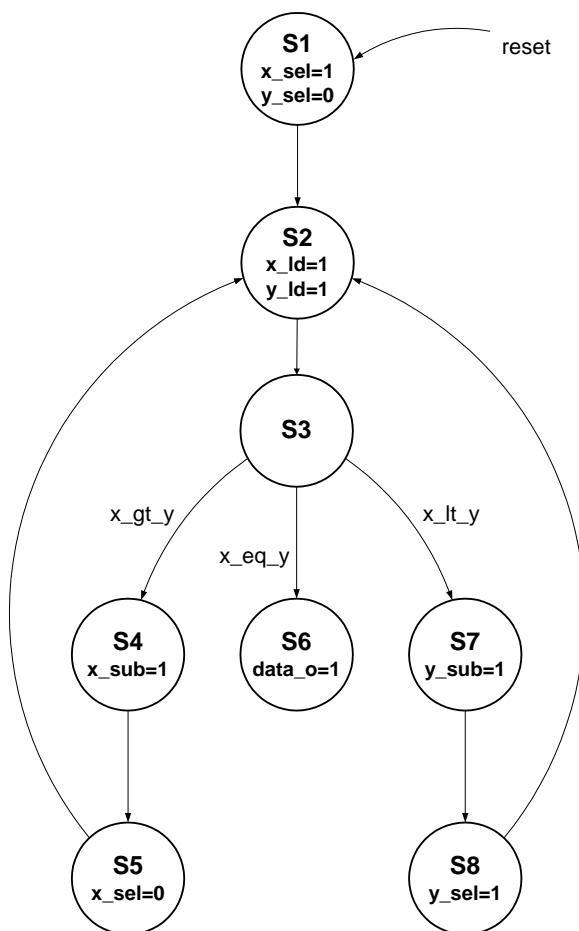 S1
x_sel=1
y_sel=0
reset
S2
x_ld=1
y_ld=1
S3
x_gt_y
x_eq_y
x_lt_y
S4
x_sub=1
S6
data_o=1
S7
y_sub=1
S5
x_sel=0
S8
y_sel=1